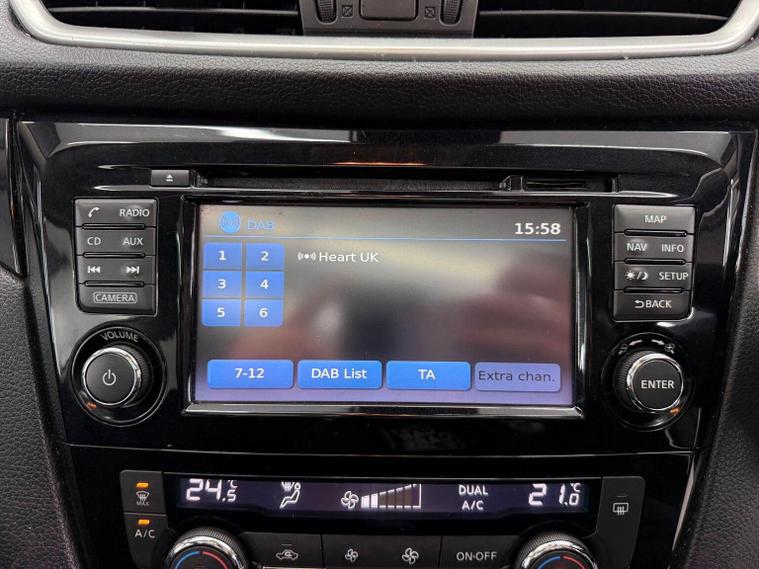 RADIO
CD AUX
CAMERA
VOLUME
DAB
15:58
1 2
Heart UK
3 4
5 6
7-12 DAB List TA Extra chan.
MAP
NAV INFO
SETUP
BACK
ENTER
24.5°C
DUAL
A/C
21.0°C
MAX
A/C
ON·OFF